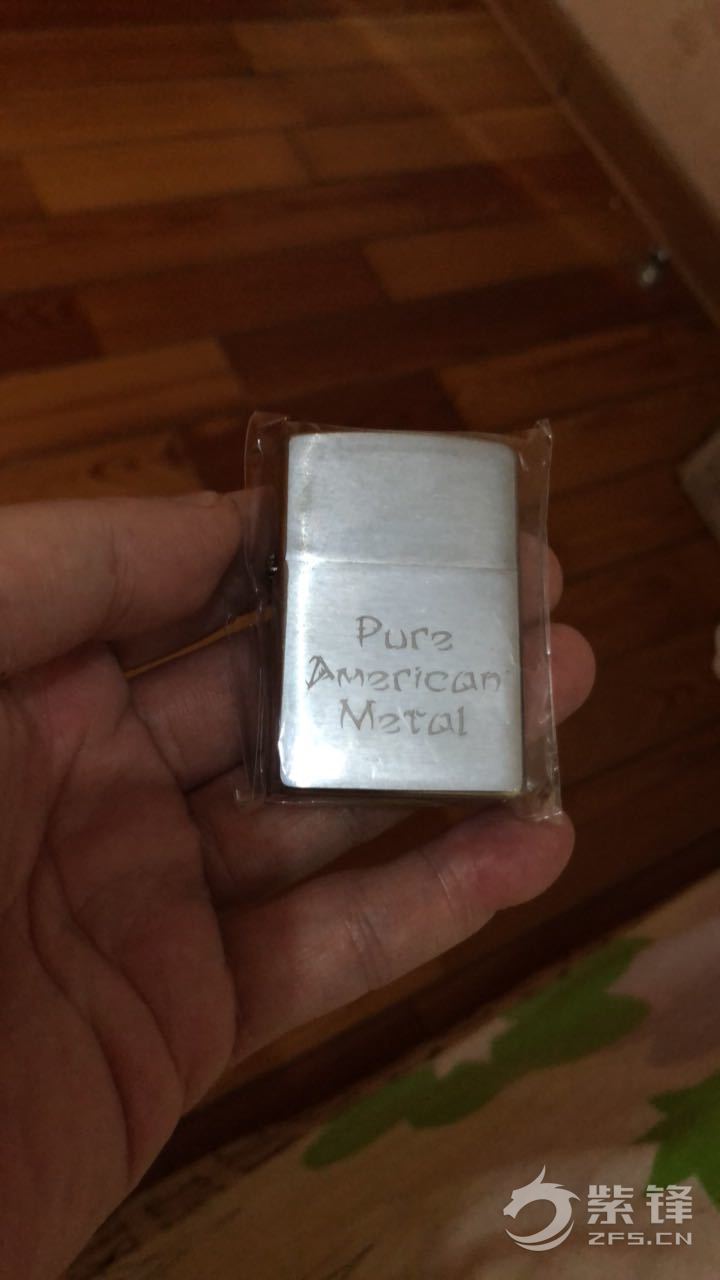 Pure
American
Metal
紫锋
ZFS.CN